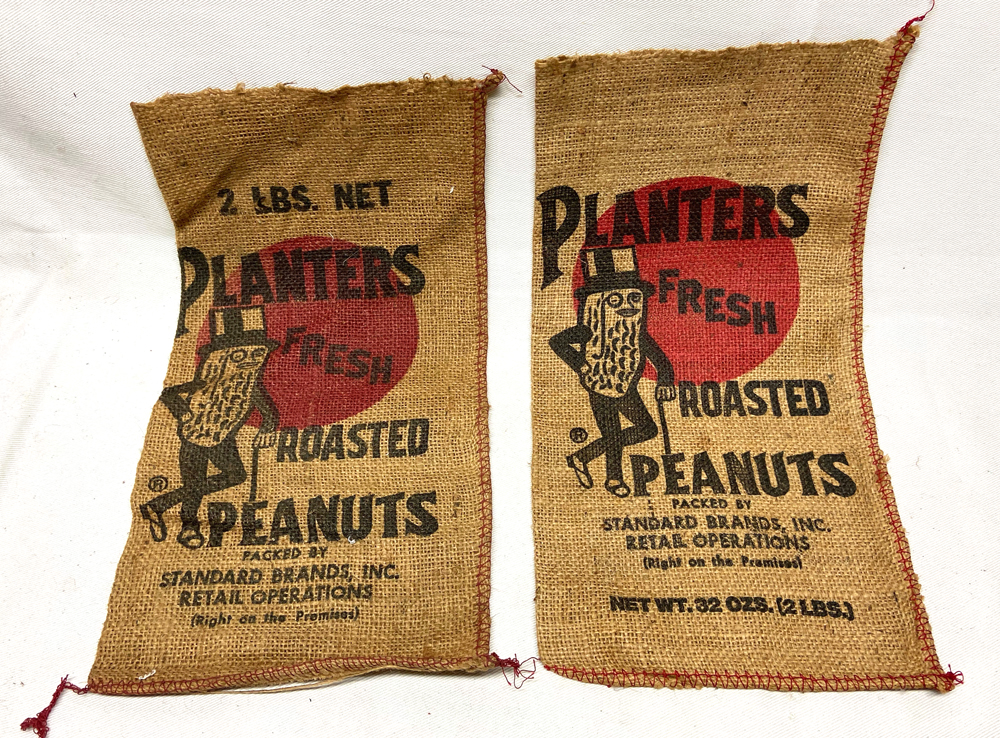 2 LBS. NET
PLANTERS
FRESH
ROASTED
®
PEANUTS
PACKED BY
STANDARD BRANDS, INC.
RETAIL OPERATIONS
(Right on the Premises)
PLANTERS
FRESH
ROASTED
®
PEANUTS
PACKED BY
STANDARD BRANDS, INC.
RETAIL OPERATIONS
(Right on the Premises)
NET WT. 32 OZS. (2 LBS.)